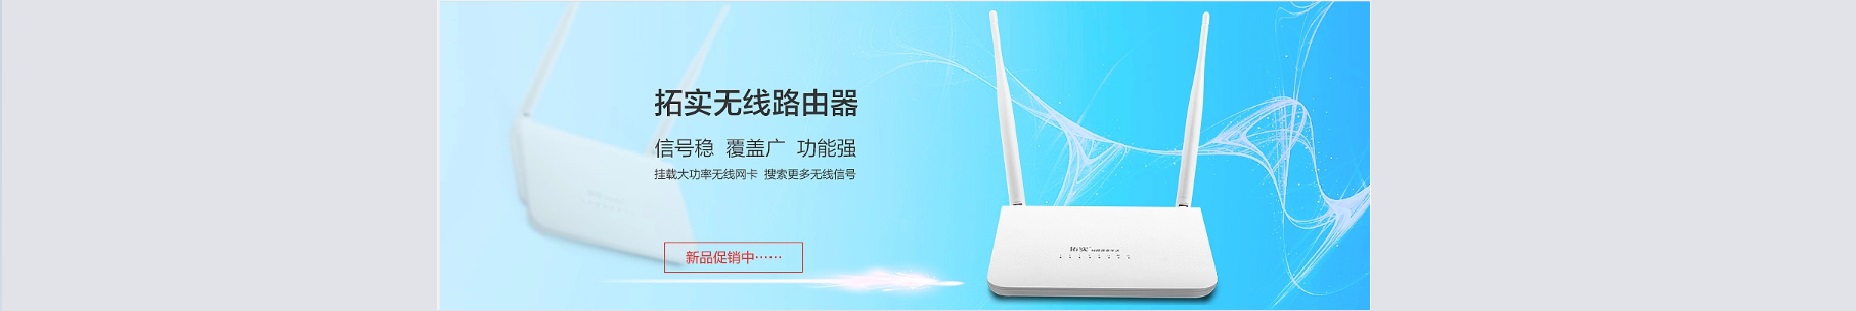 拓实无线路由器
信号稳 覆盖广 功能强
挂载大功率无线网卡 搜索更多无线信号
新品促销中……
拓实